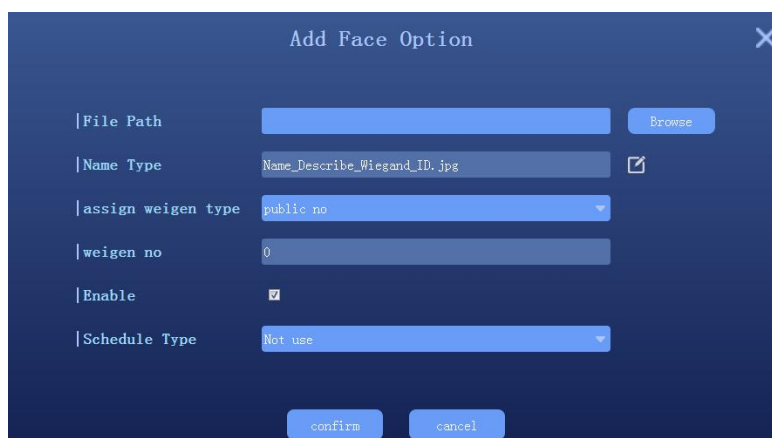 Add Face Option
File Path
Browse
Name Type
Name_Describe_Wiegand_ID.jpg
assign weigen type
public no
weigen no
0
Enable
Schedule Type
Not use
confirm
cancel